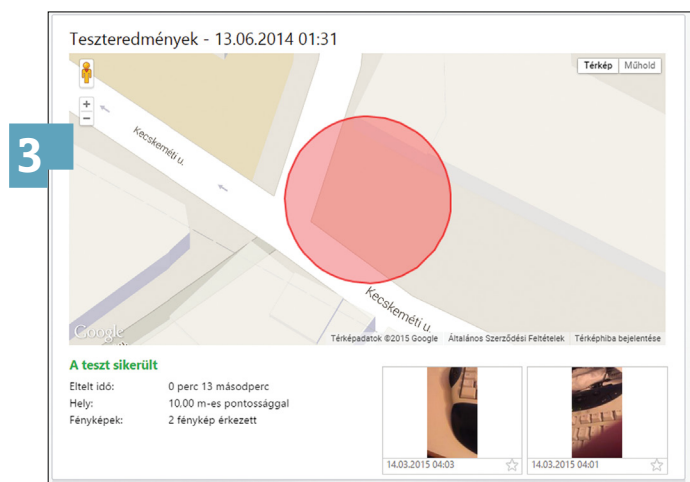 3
Teszteredmények - 13.06.2014 01:31
Térkép Műhold
+
−
Kecskeméti u.
Kecskeméti u.
Google
Térképadatok ©2015 Google Általános Szerződési Feltételek Térképhiba bejelentése
A teszt sikerült
Eltelt idő: 0 perc 13 másodperc
Hely: 10,00 m-es pontossággal
Fényképek: 2 fénykép érkezett
14.03.2015 04:03 14.03.2015 04:01